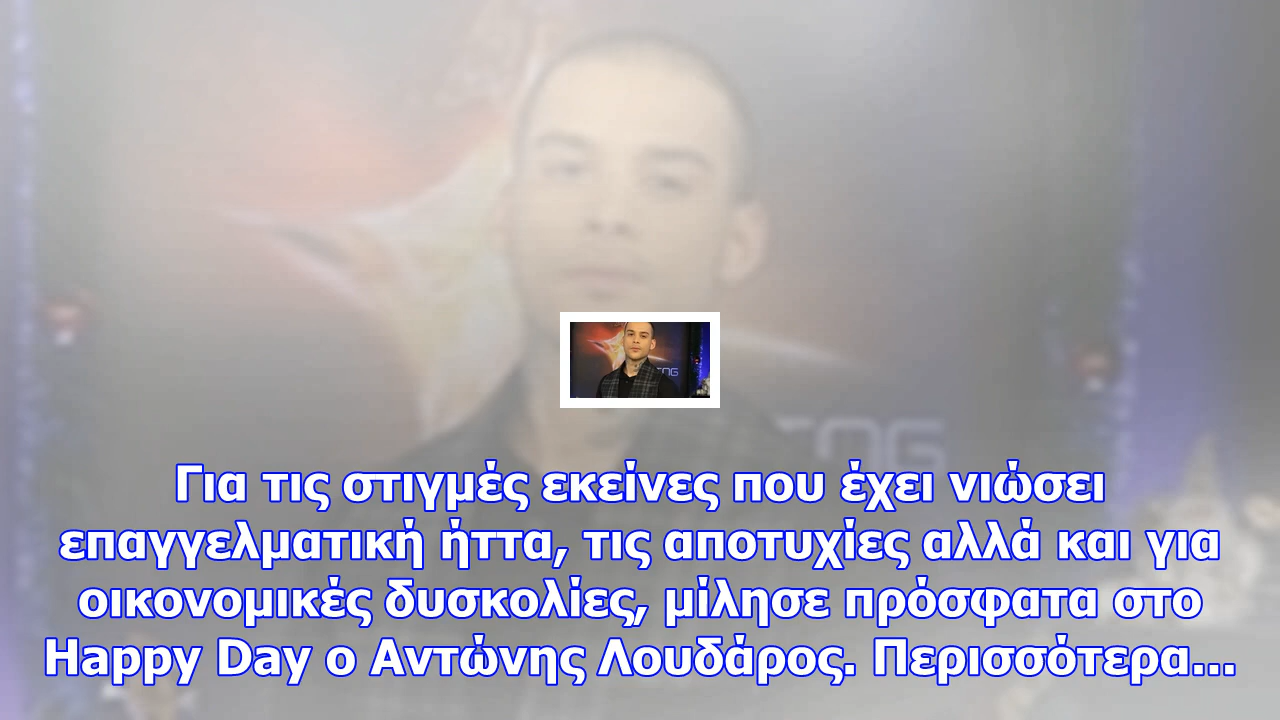 TOG
Για τις στιγμές εκείνες που έχει νιώσει
επαγγελματική ήττα, τις αποτυχίες αλλά και για
οικονομικές δυσκολίες, μίλησε πρόσφατα στο
Happy Day ο Αντώνης Λουδάρος. Περισσότερα...